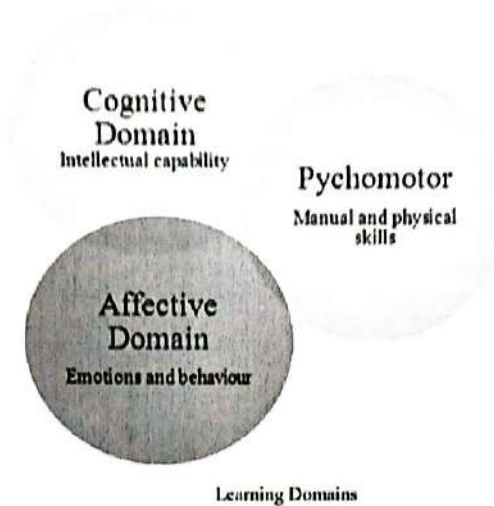 Cognitive
Domain
Intellectual capability
Pychomotor
Manual and physical
skills
Affective
Domain
Emotions and behaviour
Learning Domains